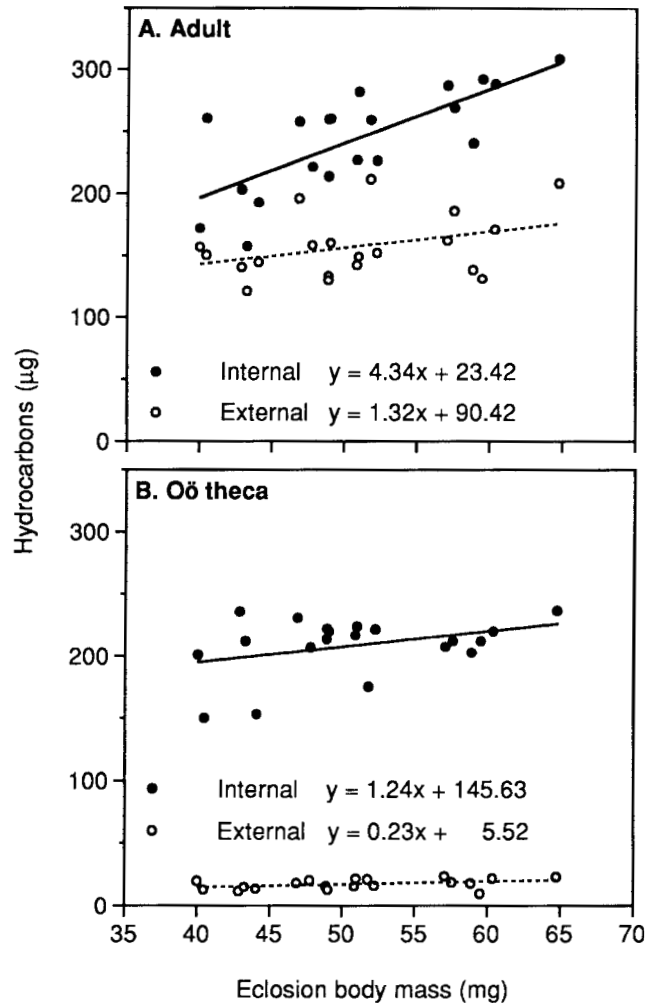 A. Adult
300
200
100
0
Internal y = 4.34x + 23.42
External y = 1.32x + 90.42
Hydrocarbons (µg)
B. Oö theca
300
200
100
0
Internal y = 1.24x + 145.63
External y = 0.23x + 5.52
35 40 45 50 55 60 65 70
Eclosion body mass (mg)